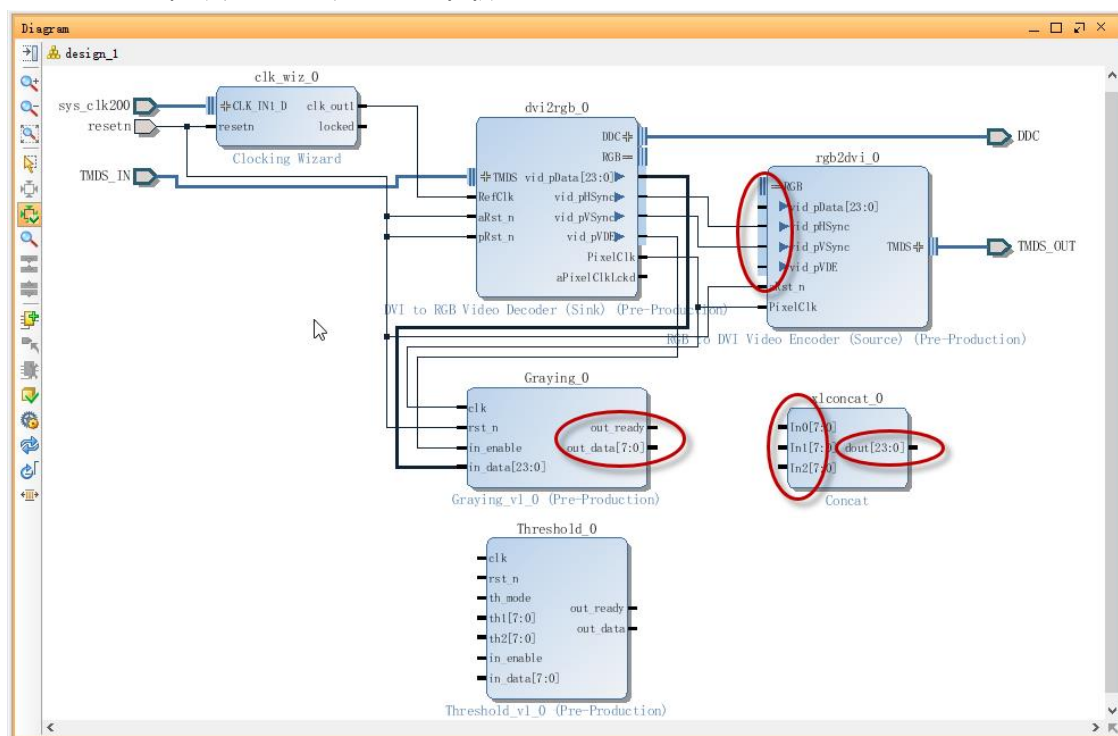 Diagram
design_1
clk_wiz_0
sys_clk200
CLK_IN1_D clk_out1
resetn
resetn locked
Clocking Wizard
TMDS_IN
dvi2rgb_0
DDC
RGB
TMDS vid_pData[23:0]
RefClk vid_pHSync
aRst_n vid_pVSync
pRst_n vid_pVDE
PixelClk
aPixelClkLckd
DVI to RGB Video Decoder (Sink) (Pre-Production)
DDC
rgb2dvi_0
RGB
vid_pData[23:0]
vid_pHSync
vid_pVSync TMDS
vid_pVDE
aRst_n
PixelClk
TMDS_OUT
RGB to DVI Video Encoder (Source) (Pre-Production)
Graying_0
clk
rst_n out_ready
in_enable out_data[7:0]
in_data[23:0]
Graying_v1_0 (Pre-Production)
xlconcat_0
In0[7:0]
In1[7:0] dout[23:0]
In2[7:0]
Concat
Threshold_0
clk
rst_n
th_mode out_ready
th1[7:0] out_data
th2[7:0]
in_enable
in_data[7:0]
Threshold_v1_0 (Pre-Production)